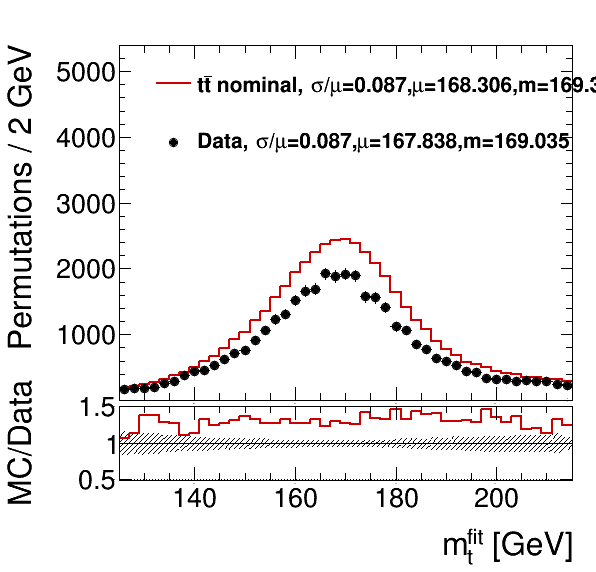 Permutations / 2 GeV
5000
4000
3000
2000
1000
tt̄ nominal, σ/μ=0.087,μ=168.306,m=169.3
Data, σ/μ=0.087,μ=167.838,m=169.035
MC/Data
1.5
1
0.5
140 160 180 200
m_t^fit [GeV]